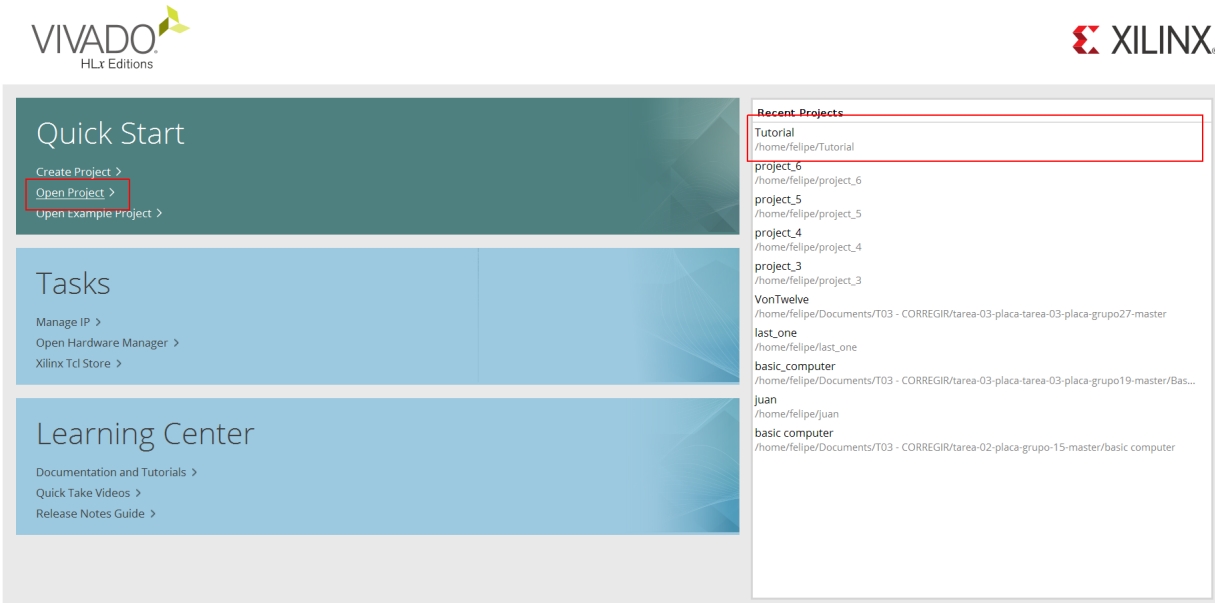 VIVADO
HLx Editions
XILINX
Quick Start
Create Project >
Open Project >
Open Example Project >
Tasks
Manage IP >
Open Hardware Manager >
Xilinx Tcl Store >
Learning Center
Documentation and Tutorials >
Quick Take Videos >
Release Notes Guide >
Recent Projects
Tutorial
/home/felipe/Tutorial
project_6
/home/felipe/project_6
project_5
/home/felipe/project_5
project_4
/home/felipe/project_4
project_3
/home/felipe/project_3
VonTwelve
/home/felipe/Documents/T03 - CORREGIR/tarea-03-placa-tarea-03-placa-grupo27-master
last_one
/home/felipe/last_one
basic_computer
/home/felipe/Documents/T03 - CORREGIR/tarea-03-placa-tarea-03-placa-grupo19-master/Bas...
juan
/home/felipe/juan
basic computer
/home/felipe/Documents/T03 - CORREGIR/tarea-02-placa-grupo-15-master/basic computer